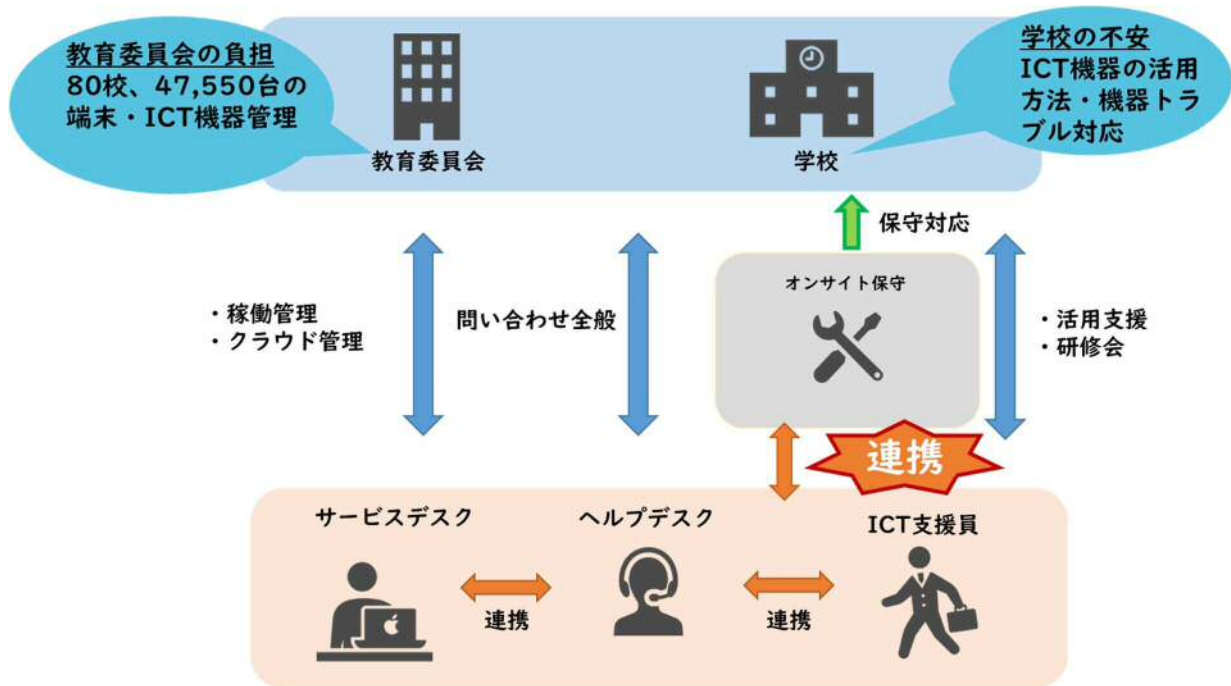 教育委員会の負担
80校、47,550台の
端末・ICT機器管理
学校の不安
ICT機器の活用
方法・機器トラ
ブル対応
教育委員会
学校
保守対応
オンサイト保守
・稼働管理
・クラウド管理
問い合わせ全般
・活用支援
・研修会
連携
サービスデスク
ヘルプデスク
ICT支援員
連携
連携